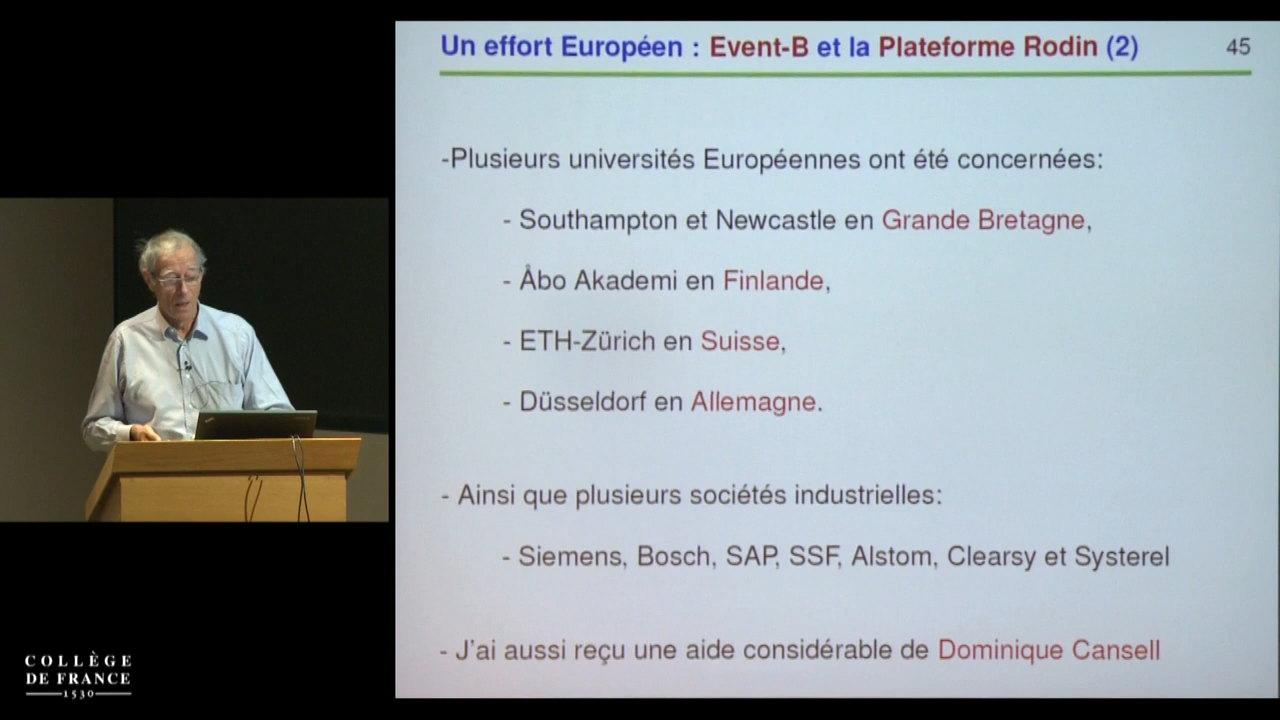 Un effort Européen : Event-B et la Plateforme Rodin (2)
45
-Plusieurs universités Européennes ont été concernées:
- Southampton et Newcastle en Grande Bretagne,
- Åbo Akademi en Finlande,
- ETH-Zürich en Suisse,
- Düsseldorf en Allemagne.
- Ainsi que plusieurs sociétés industrielles:
- Siemens, Bosch, SAP, SSF, Alstom, Clearsy et Systerel
- J'ai aussi reçu une aide considérable de Dominique Cansell
COLLÈGE
DE FRANCE
1530